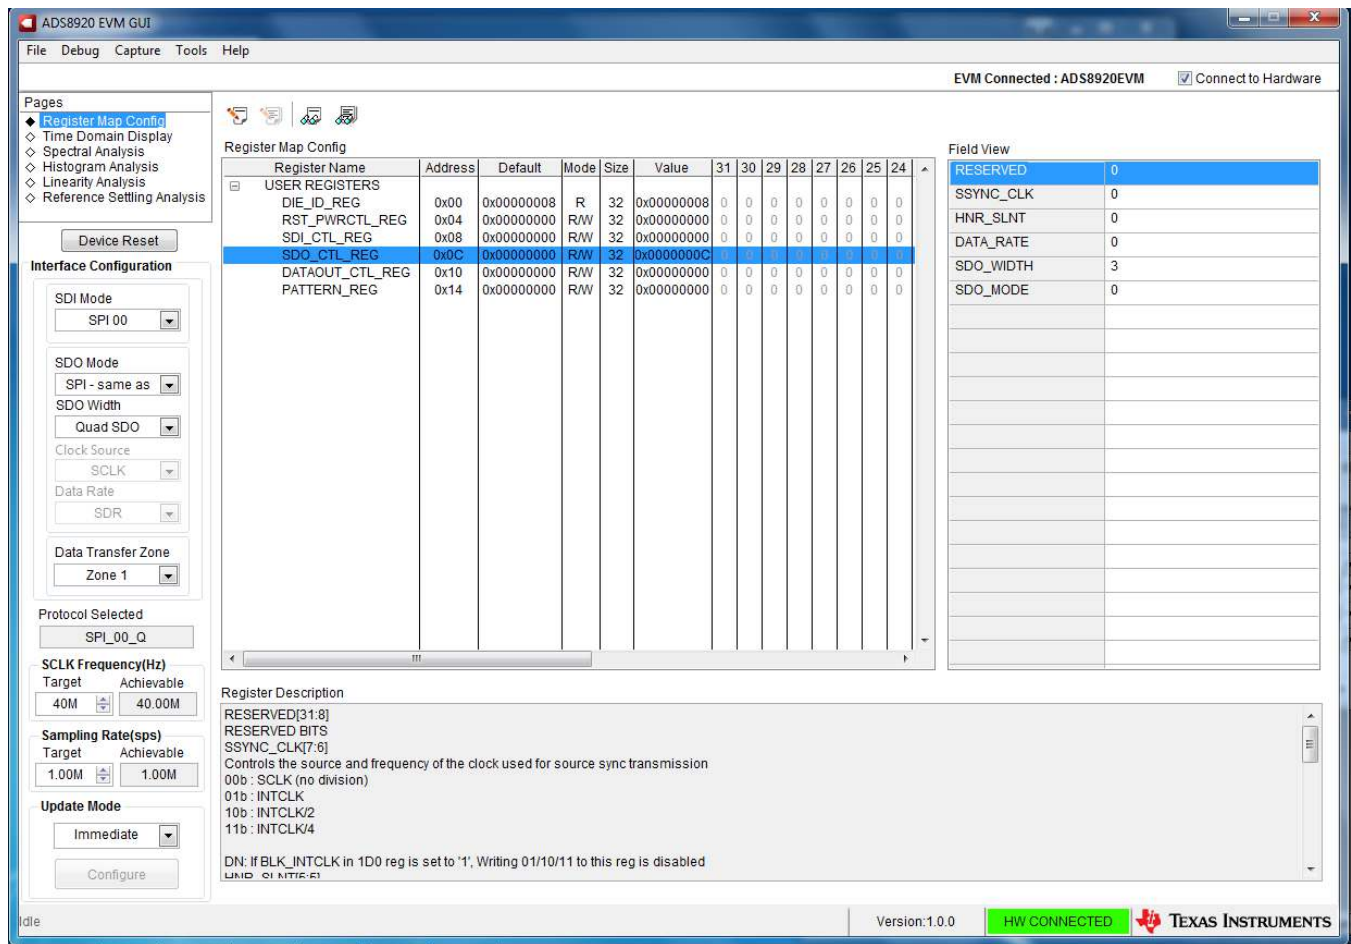 ADS8920 EVM GUI
File Debug Capture Tools Help
EVM Connected : ADS8920EVM Connect to Hardware
Pages
Register Map Config
Time Domain Display
Spectral Analysis
Histogram Analysis
Linearity Analysis
Reference Settling Analysis
Device Reset
Interface Configuration
SDI Mode
SPI 00
SDO Mode
SPI - same as
SDO Width
Quad SDO
Clock Source
SCLK
Data Rate
SDR
Data Transfer Zone
Zone 1
Protocol Selected
SPI_00_Q
SCLK Frequency(Hz)
Target Achievable
40M 40.00M
Sampling Rate(sps)
Target Achievable
1.00M 1.00M
Update Mode
Immediate
Configure
Register Map Config
Register Name Address Default Mode Size Value 31 30 29 28 27 26 25 24
USER REGISTERS
DIE_ID_REG 0x00 0x00000008 R 32 0x00000008 0 0 0 0 0 0 0 0
RST_PWRCTL_REG 0x04 0x00000000 R/W 32 0x00000000 0 0 0 0 0 0 0 0
SDI_CTL_REG 0x08 0x00000000 R/W 32 0x00000000 0 0 0 0 0 0 0 0
SDO_CTL_REG 0x0C 0x00000000 R/W 32 0x0000000C 0 0 0 0 0 0 0 0
DATAOUT_CTL_REG 0x10 0x00000000 R/W 32 0x00000000 0 0 0 0 0 0 0 0
PATTERN_REG 0x14 0x00000000 R/W 32 0x00000000 0 0 0 0 0 0 0 0
Field View
RESERVED 0
SSYNC_CLK 0
HNR_SLNT 0
DATA_RATE 0
SDO_WIDTH 3
SDO_MODE 0
Register Description
RESERVED[31:8]
RESERVED BITS
SSYNC_CLK[7:6]
Controls the source and frequency of the clock used for source sync transmission
00b : SCLK (no division)
01b : INTCLK
10b : INTCLK/2
11b : INTCLK/4
DN: If BLK_INTCLK in 1D0 reg is set to '1', Writing 01/10/11 to this reg is disabled
HNR_SLNT[5:5]
Idle
Version:1.0.0 HW CONNECTED TEXAS INSTRUMENTS